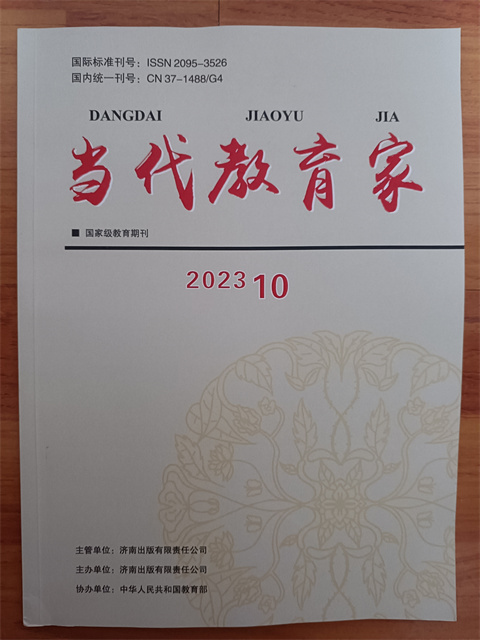 国际标准刊号：ISSN 2095-3526
国内统一刊号：CN 37-1488/G4
DANGDAI JIAOYU JIA
当代教育家
■ 国家级教育期刊
2023 10
主管单位：济南出版有限责任公司
主办单位：济南出版有限责任公司
协办单位：中华人民共和国教育部